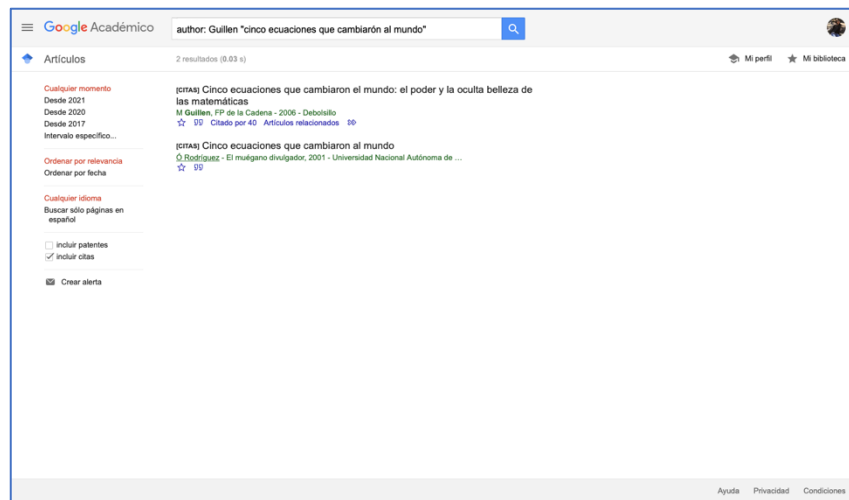 Google Académico
author: Guillen "cinco ecuaciones que cambiarón al mundo"
Artículos
2 resultados (0.03 s)
Mi perfil
Mi biblioteca
Cualquier momento
Desde 2021
Desde 2020
Desde 2017
Intervalo específico...
Ordenar por relevancia
Ordenar por fecha
Cualquier idioma
Buscar sólo páginas en
español
incluir patentes
incluir citas
Crear alerta
[CITAS] Cinco ecuaciones que cambiaron el mundo: el poder y la oculta belleza de
las matemáticas
M Guillen, FP de la Cadena - 2006 - Debolsillo
Citado por 40 Artículos relacionados
[CITAS] Cinco ecuaciones que cambiaron al mundo
Ó Rodríguez - El muégano divulgador, 2001 - Universidad Nacional Autónoma de …
Ayuda Privacidad Condiciones